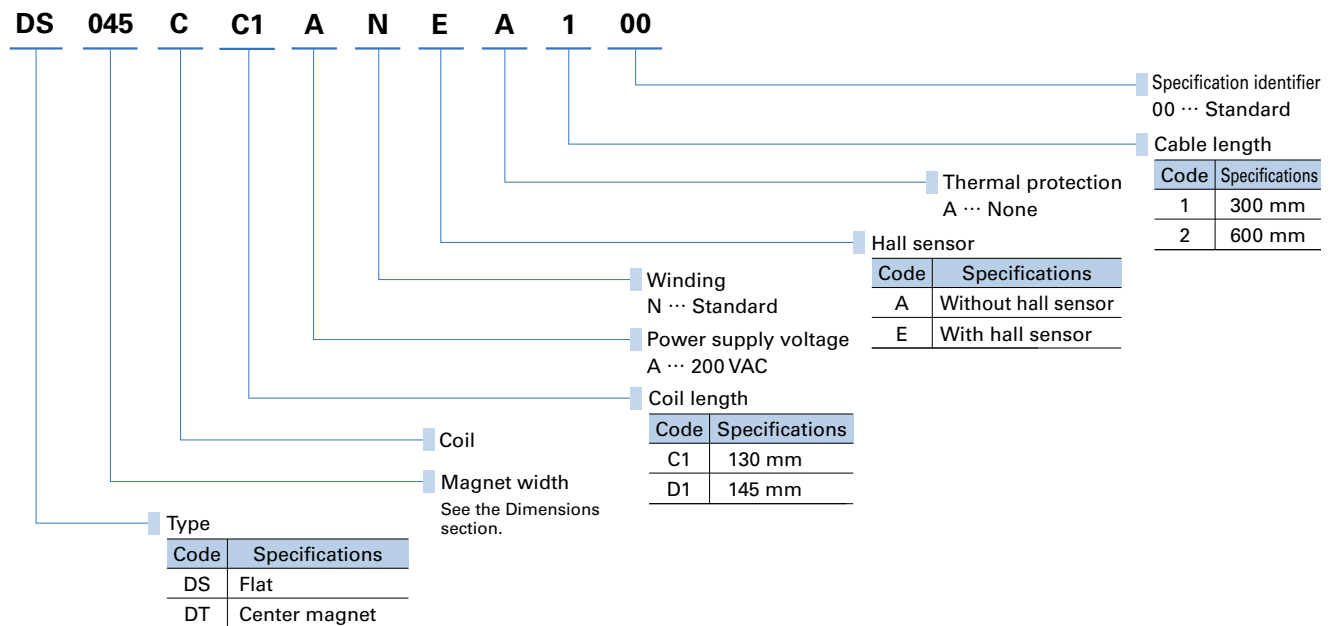 DS 045 C C1 A N E A 1 00
Specification identifier
00 ··· Standard
Cable length
Code Specifications
1 300 mm
2 600 mm
Thermal protection
A ··· None
Hall sensor
Code Specifications
A Without hall sensor
E With hall sensor
Winding
N ··· Standard
Power supply voltage
A ··· 200 VAC
Coil length
Code Specifications
C1 130 mm
D1 145 mm
Coil
Magnet width
See the Dimensions
section.
Type
Code Specifications
DS Flat
DT Center magnet